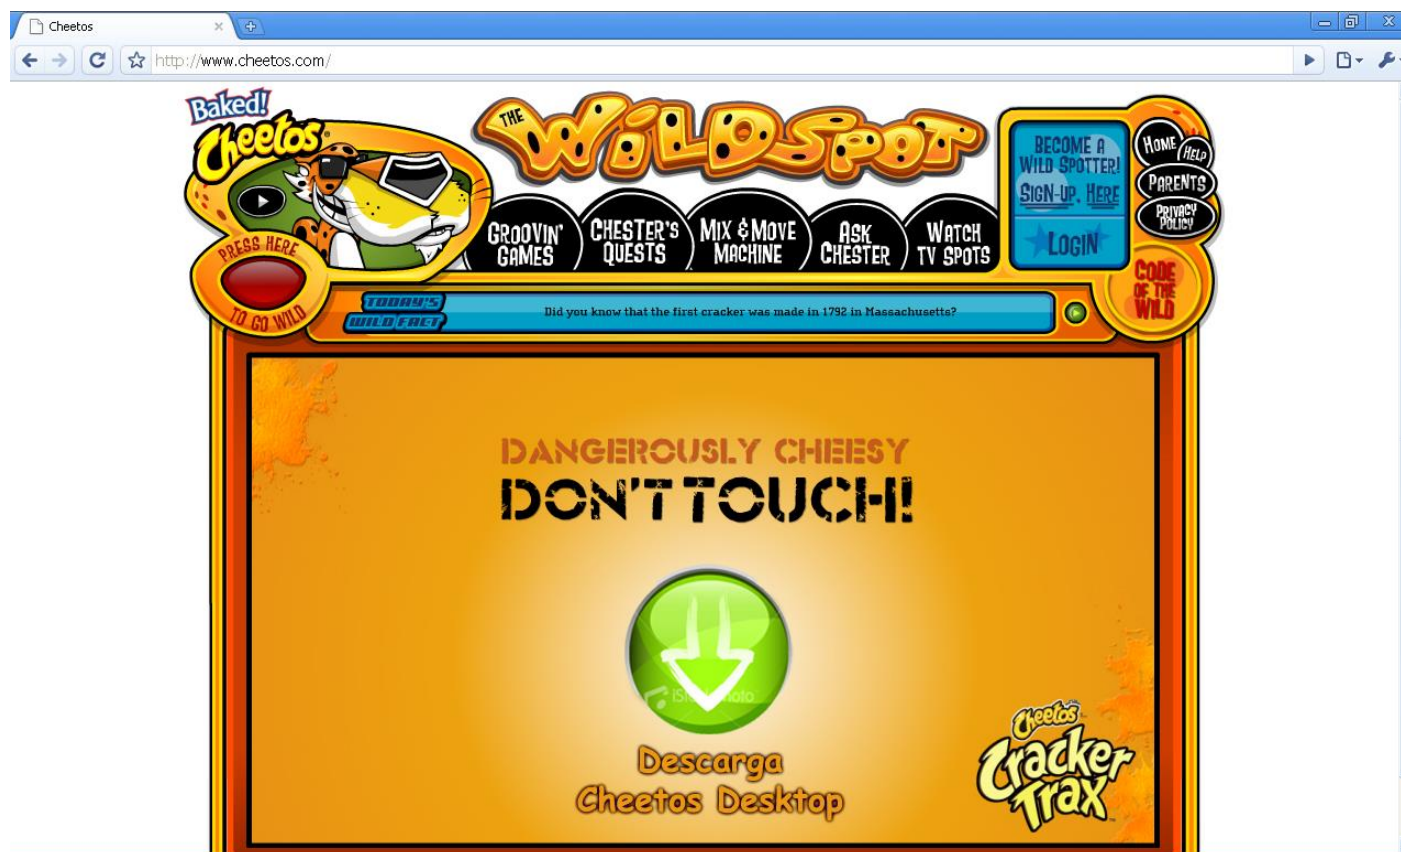 Cheetos
http://www.cheetos.com/
Baked!
Cheetos
THE
WILD SPOT
BECOME A
WILD SPOTTER!
SIGN-UP, HERE
LOGIN
HOME
HELP
PARENTS
PRIVACY
POLICY
GROOVIN'
GAMES
CHESTER'S
QUESTS
MIX & MOVE
MACHINE
ASK
CHESTER
WATCH
TV SPOTS
PRESS HERE
TO GO WILD
TODAY'S
WILD FACT
Did you know that the first cracker was made in 1792 in Massachusetts?
CODE
OF THE
WILD
DANGEROUSLY CHEESY
DON'T TOUCH!
Descarga
Cheetos Desktop
Cheetos
Cracker
Trax